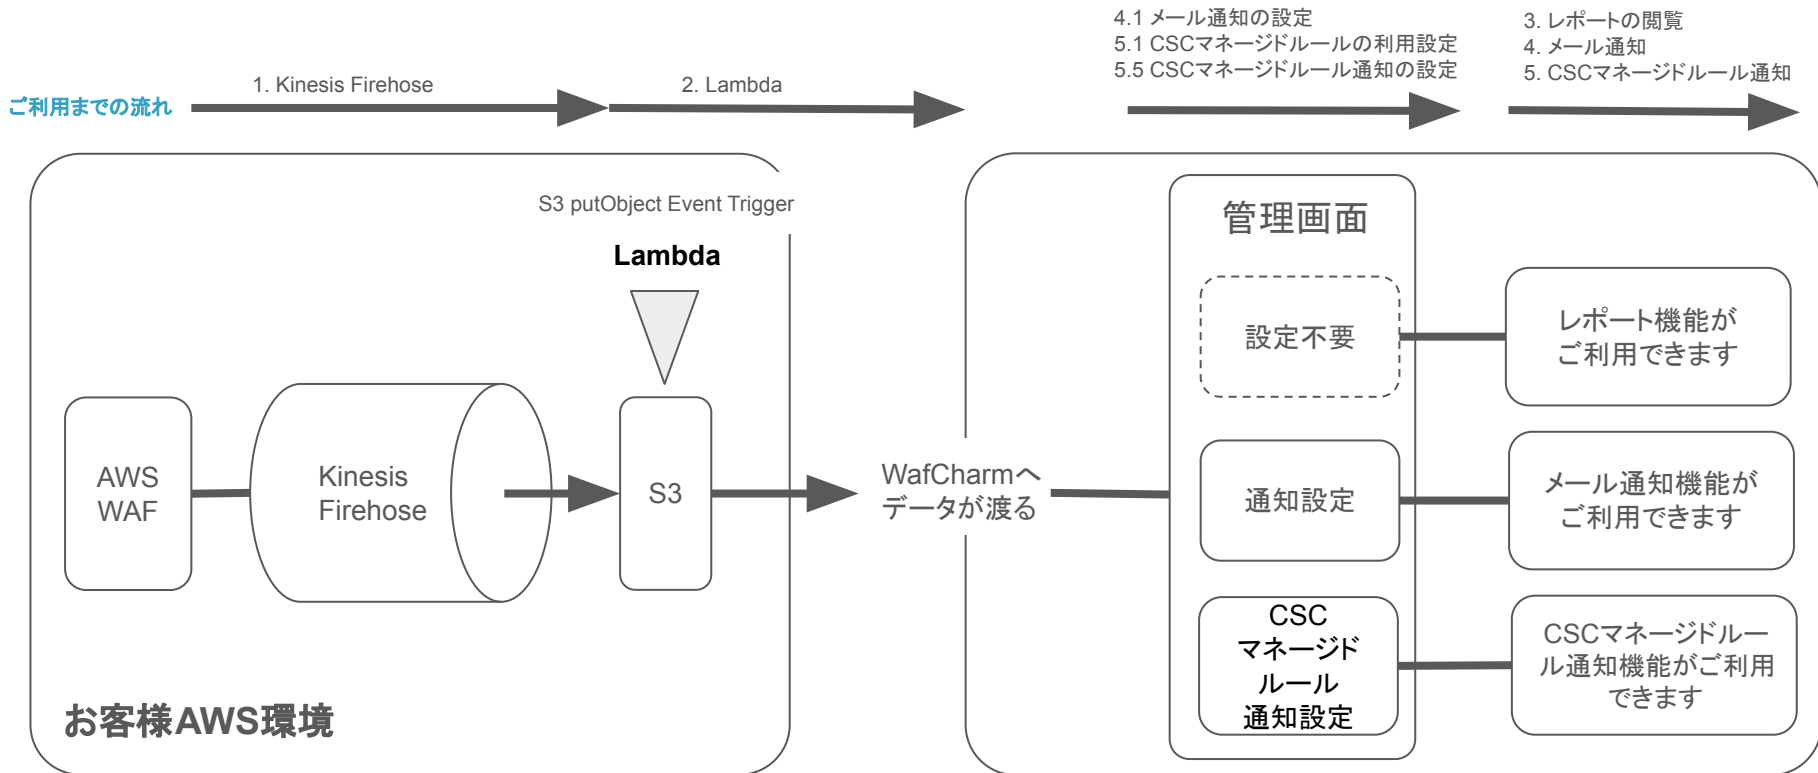 4.1 メール通知の設定
5.1 CSCマネージドルールの利用設定
5.5 CSCマネージドルール通知の設定
3. レポートの閲覧
4. メール通知
5. CSCマネージドルール通知
ご利用までの流れ
1. Kinesis Firehose
2. Lambda
S3 putObject Event Trigger
Lambda
AWS
WAF
Kinesis
Firehose
S3
お客様AWS環境
WafCharmへ
データが渡る
管理画面
設定不要
レポート機能が
ご利用できます
通知設定
メール通知機能が
ご利用できます
CSC
マネージド
ルール
通知設定
CSCマネージドルー
ル通知機能がご利用
できます